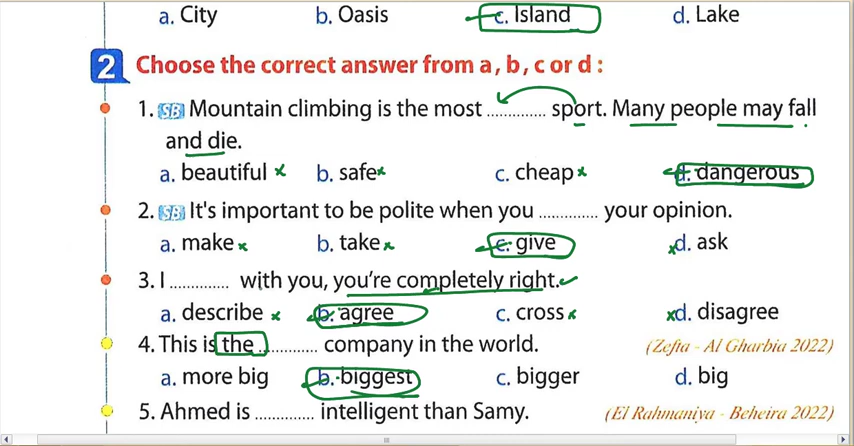 a. City b. Oasis c. Island d. Lake
2 Choose the correct answer from a, b, c or d :
1. SB Mountain climbing is the most .............. sport. Many people may fall
and die.
a. beautiful b. safe c. cheap d. dangerous
2. SB It's important to be polite when you .............. your opinion.
a. make b. take c. give d. ask
3. I .............. with you, you're completely right.
a. describe b. agree c. cross d. disagree
4. This is the .............. company in the world. (Zefta - Al Gharbia 2022)
a. more big b. biggest c. bigger d. big
5. Ahmed is .............. intelligent than Samy. (El Rahmaniya - Beheira 2022)